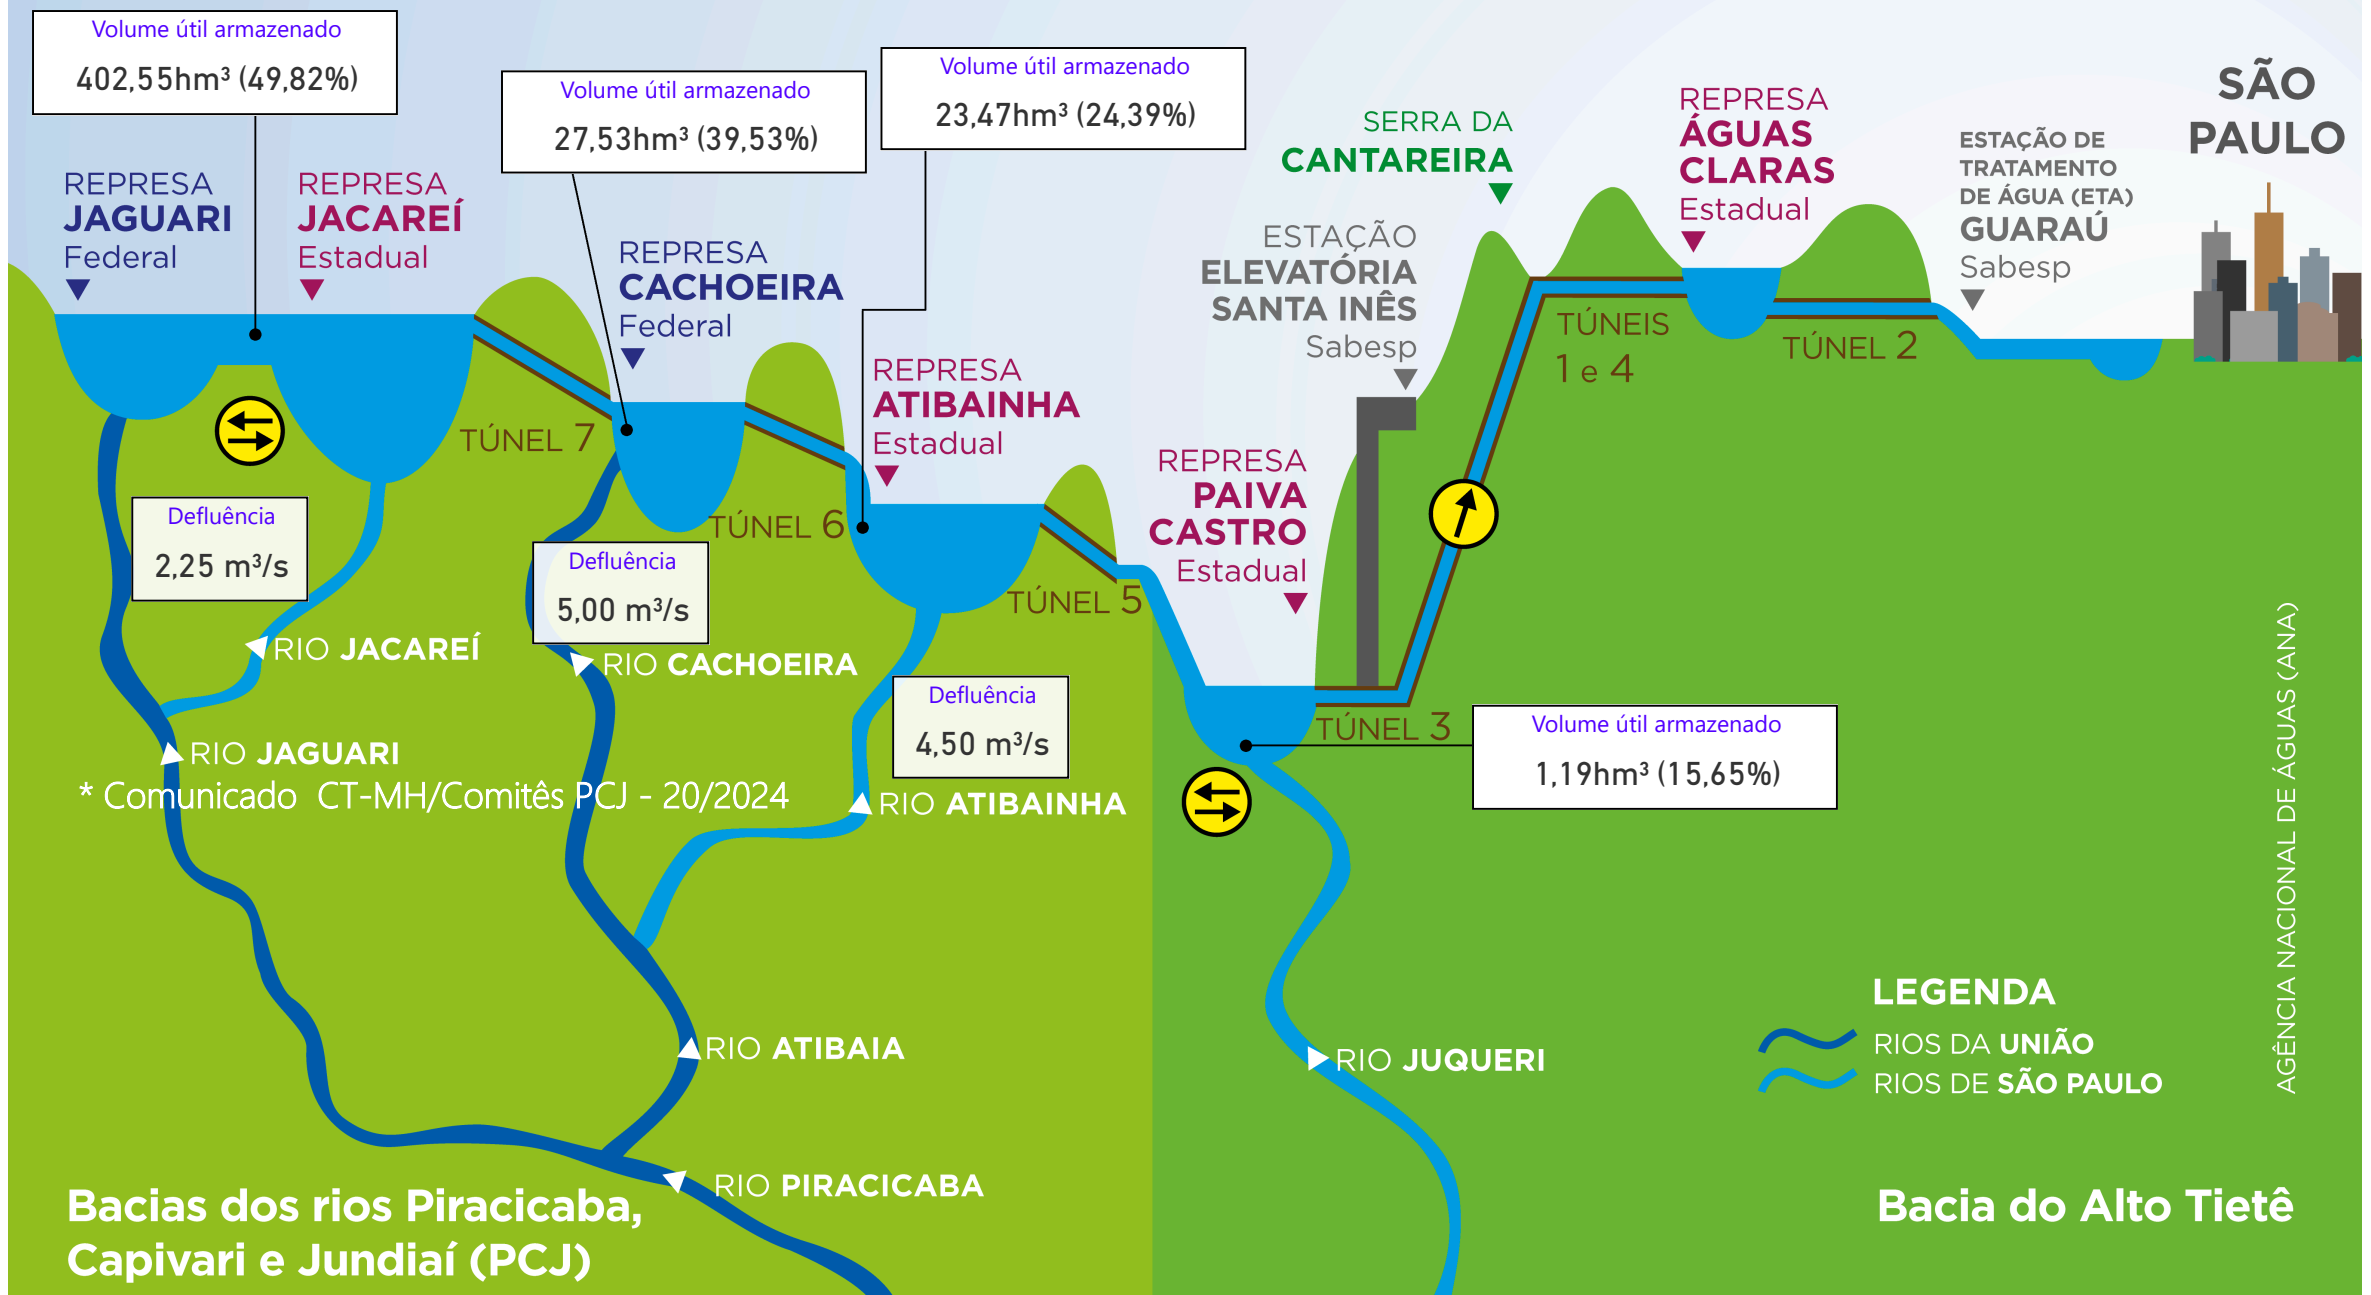 Volume útil armazenado
402,55hm³ (49,82%)
Volume útil armazenado
27,53hm³ (39,53%)
Volume útil armazenado
23,47hm³ (24,39%)
REPRESA
JAGUARI
Federal
REPRESA
JACAREÍ
Estadual
REPRESA
CACHOEIRA
Federal
REPRESA
ATIBAINHA
Estadual
SERRA DA
CANTAREIRA
ESTAÇÃO
ELEVATÓRIA
SANTA INÊS
Sabesp
REPRESA
ÁGUAS
CLARAS
Estadual
ESTAÇÃO DE
TRATAMENTO
DE ÁGUA (ETA)
GUARAÚ
Sabesp
SÃO
PAULO
TÚNEL 7
TÚNEL 6
TÚNEL 5
REPRESA
PAIVA
CASTRO
Estadual
TÚNEIS
1 e 4
TÚNEL 2
TÚNEL 3
Defluência
2,25 m³/s
Defluência
5,00 m³/s
Defluência
4,50 m³/s
Volume útil armazenado
1,19hm³ (15,65%)
RIO JACAREÍ
RIO CACHOEIRA
RIO JAGUARI
* Comunicado CT-MH/Comitês PCJ - 20/2024
RIO ATIBAINHA
RIO ATIBAIA
RIO JUQUERI
RIO PIRACICABA
LEGENDA
RIOS DA UNIÃO
RIOS DE SÃO PAULO
AGÊNCIA NACIONAL DE ÁGUAS (ANA)
Bacias dos rios Piracicaba,
Capivari e Jundiaí (PCJ)
Bacia do Alto Tietê